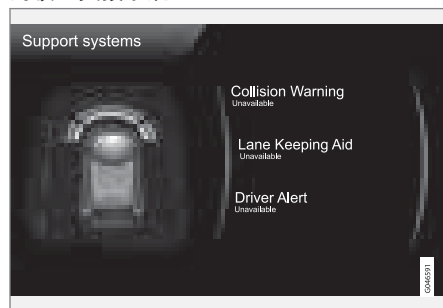 Support systems
Collision Warning
Unavailable
Lane Keeping Aid
Unavailable
Driver Alert
Unavailable
G046591